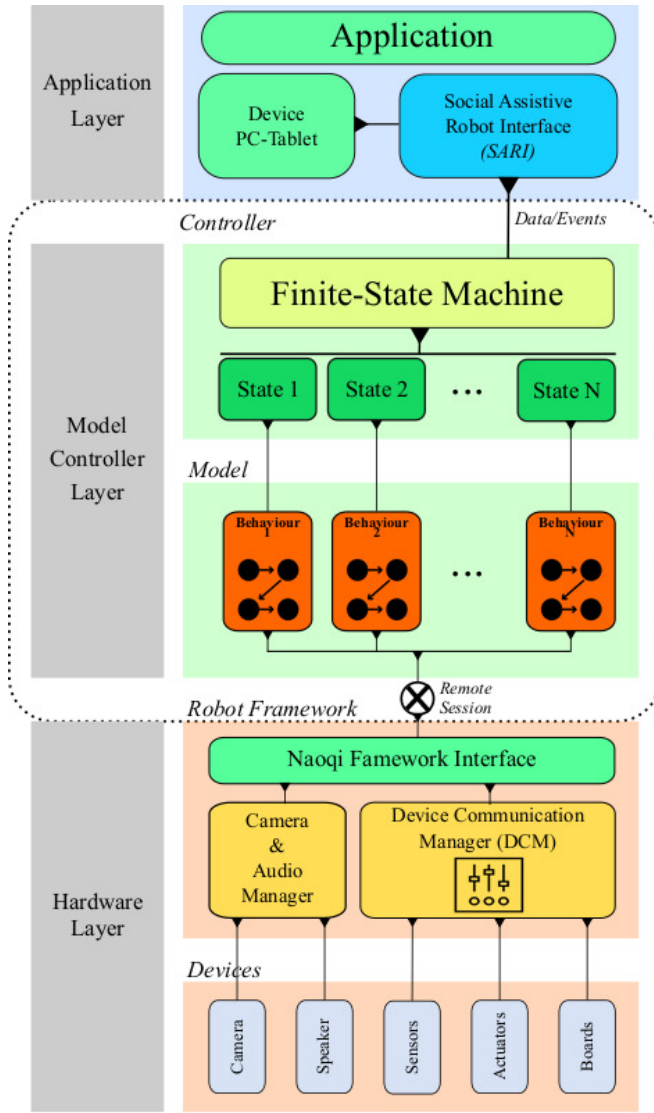 Application
Layer
Application
Device
PC-Tablet
Social Assistive
Robot Interface
(SARI)
Data/Events
Controller
Model
Controller
Layer
Finite-State Machine
State 1
State 2
...
State N
Model
Behaviour
1
Behaviour
2
...
Behaviour
N
Remote
Session
Robot Framework
Hardware
Layer
Naoqi Famework Interface
Camera
&
Audio
Manager
Device Communication
Manager (DCM)
Devices
Camera
Speaker
Sensors
Actuators
Boards